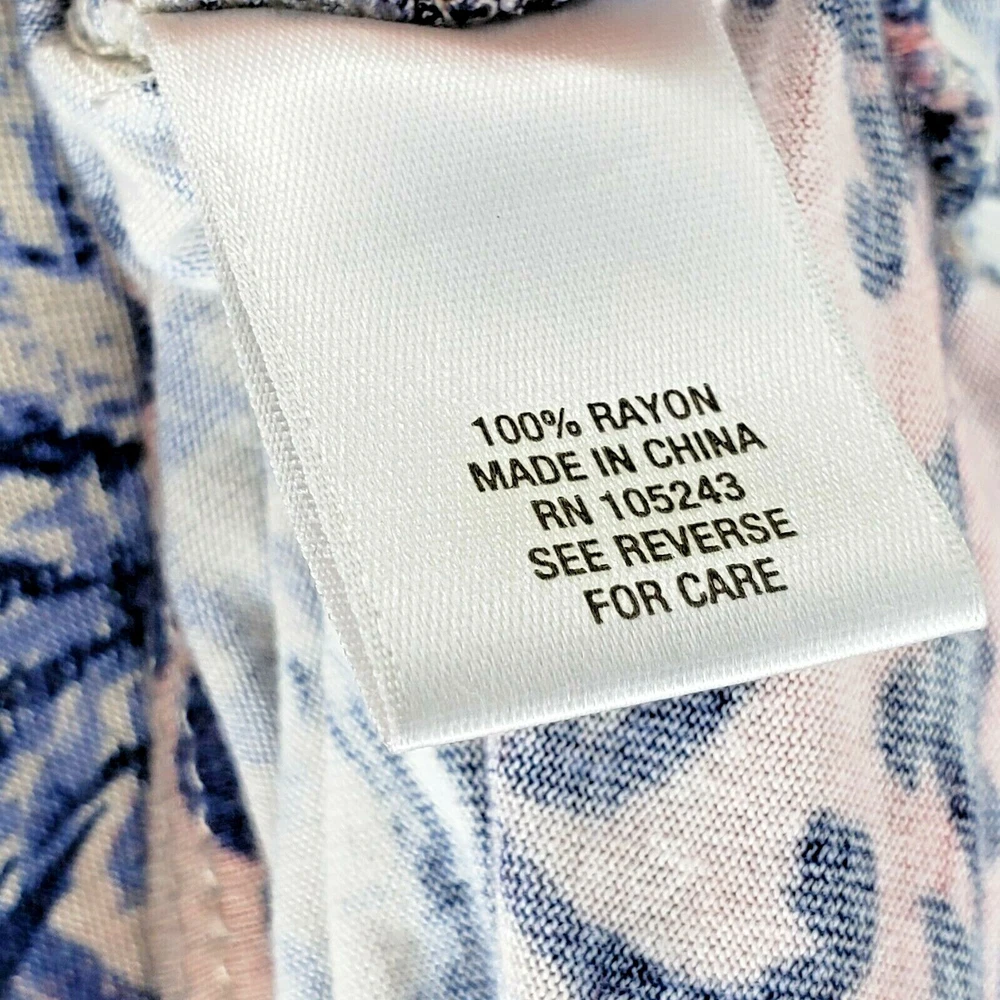 100% RAYON
MADE IN CHINA
RN 105243
SEE REVERSE
FOR CARE